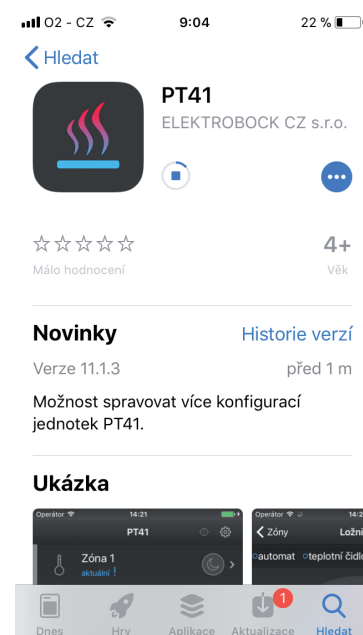 O2 - CZ 9:04 22 %
Hledat
PT41
ELEKTROBOCK CZ s.r.o.
4+
Málo hodnocení Věk
Novinky Historie verzí
Verze 11.1.3 před 1 m
Možnost spravovat více konfigurací
jednotek PT41.
Ukázka
Operátor 14:21
PT41
Zóna 1
aktuální !
Operátor 14:2
Zóny Ložni
automat teplotní čidlo
1
Dnes Hry Aplikace Aktualizace Hledat